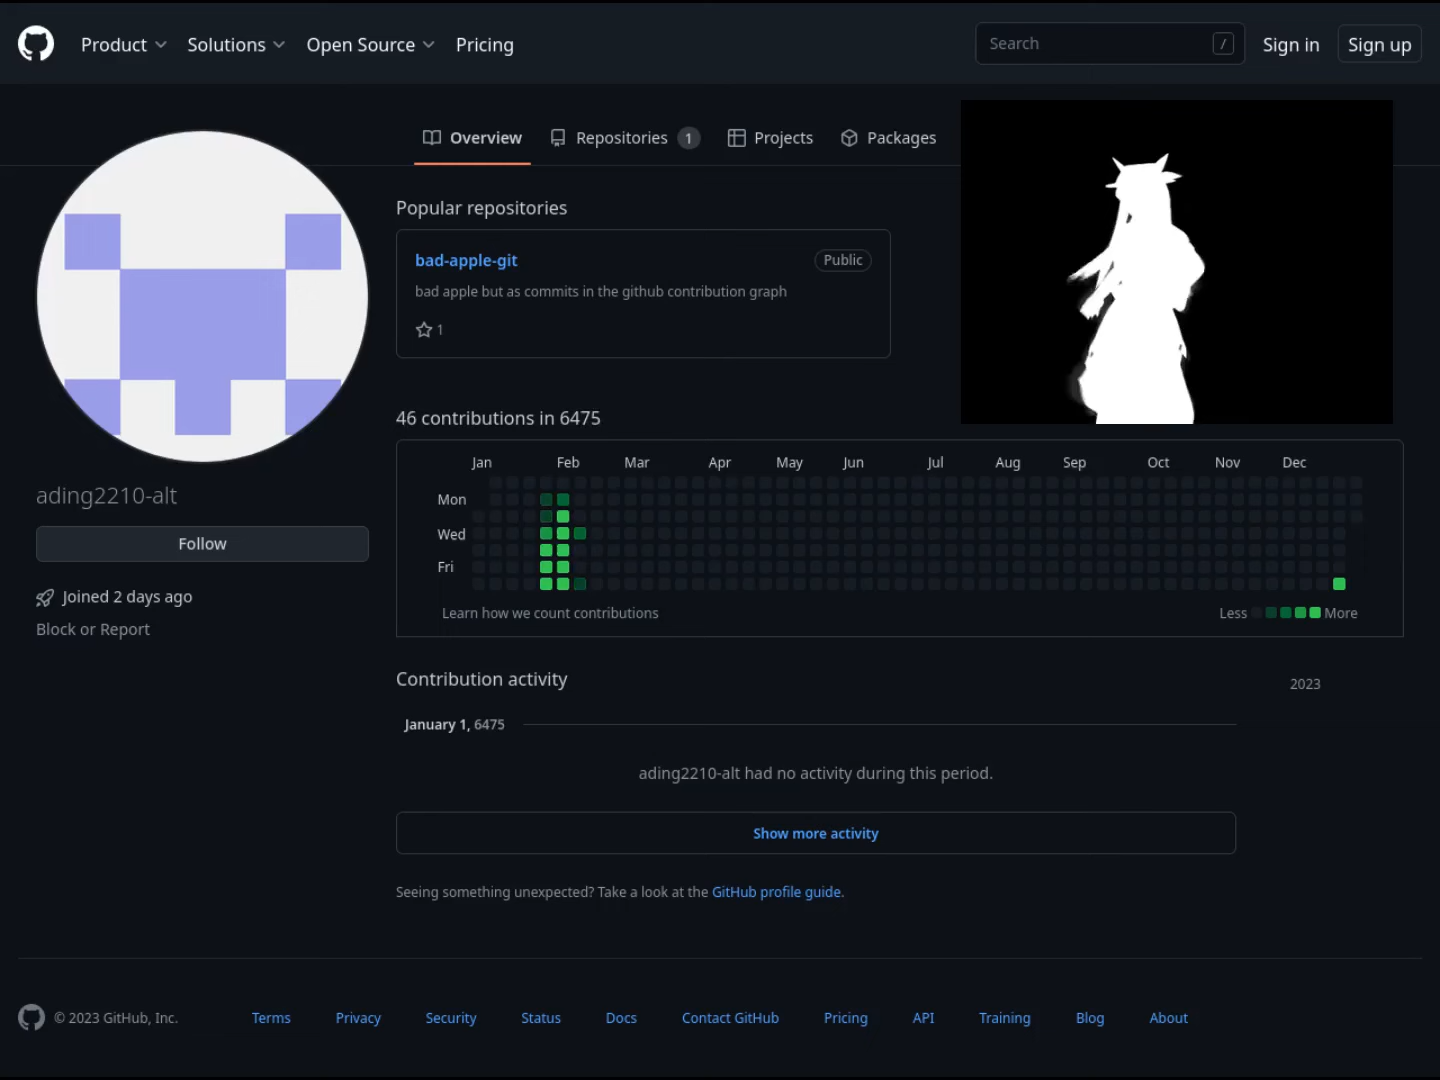 Product Solutions Open Source Pricing Search / Sign in Sign up
Overview Repositories 1 Projects Packages
Popular repositories
bad-apple-git Public
bad apple but as commits in the github contribution graph
1
46 contributions in 6475
Jan Feb Mar Apr May Jun Jul Aug Sep Oct Nov Dec
Mon
Wed
Fri
Learn how we count contributions Less More
ading2210-alt
Follow
Joined 2 days ago
Block or Report
Contribution activity 2023
January 1, 6475
ading2210-alt had no activity during this period.
Show more activity
Seeing something unexpected? Take a look at the GitHub profile guide.
© 2023 GitHub, Inc. Terms Privacy Security Status Docs Contact GitHub Pricing API Training Blog About